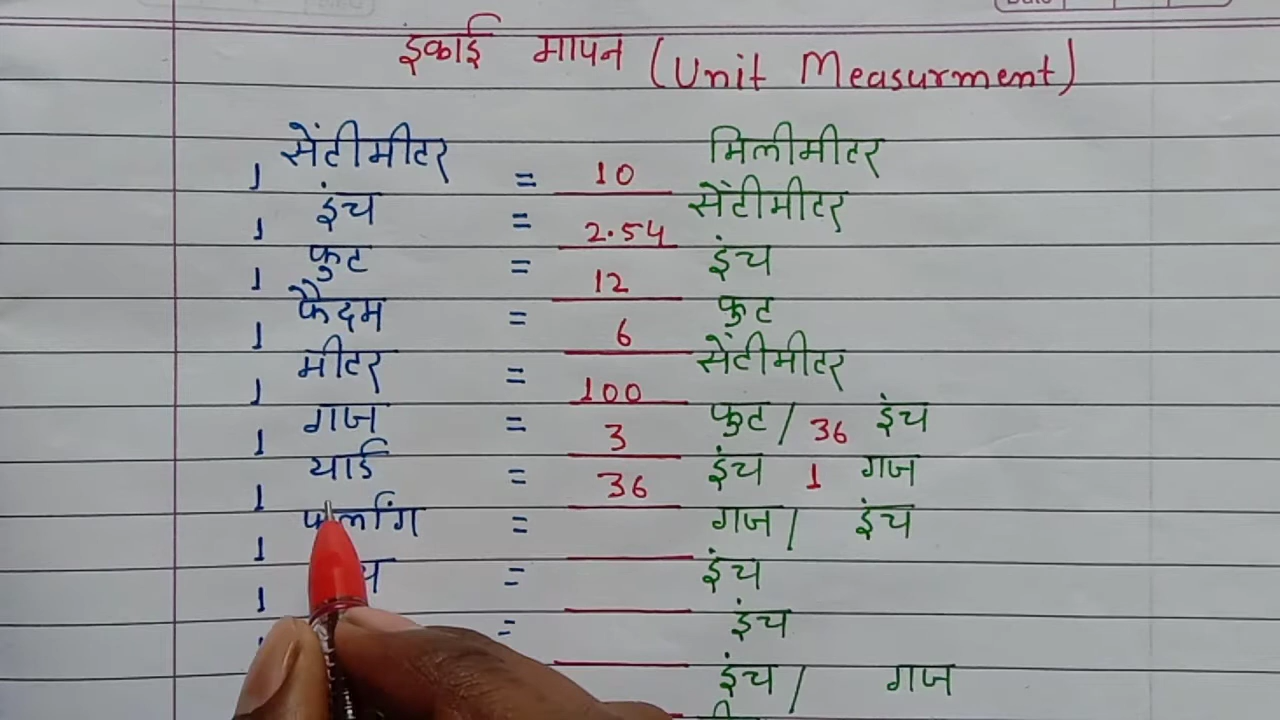 इकाई मापन (Unit Measurment)
1 सेंटीमीटर = 10 मिलीमीटर
1 इंच = 2.54 सेंटीमीटर
1 फुट = 12 इंच
1 फैदम = 6 फुट
1 मीटर = 100 सेंटीमीटर
1 गज = 3 फुट / 36 इंच
1 यार्ड = 36 इंच 1 गज
1 फर्लांग = गज / इंच
1 = इंच
= इंच
इंच / गज